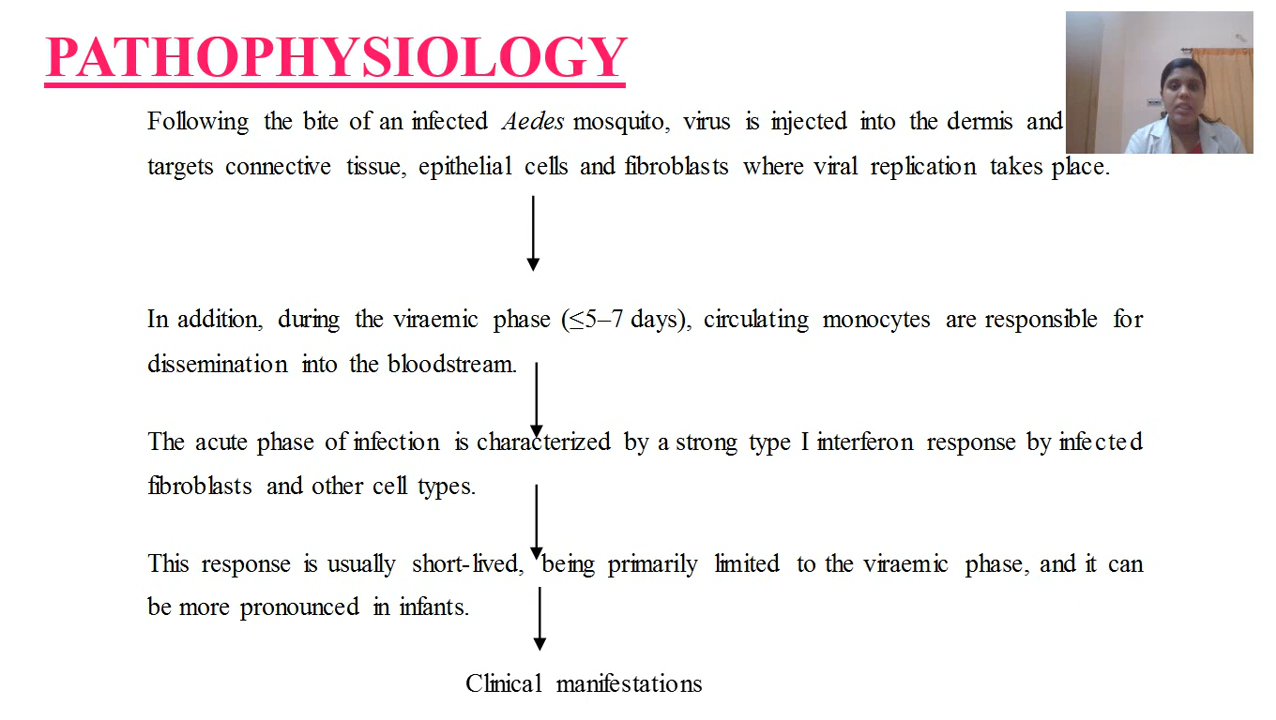 PATHOPHYSIOLOGY
Following the bite of an infected Aedes mosquito, virus is injected into the dermis and
targets connective tissue, epithelial cells and fibroblasts where viral replication takes place.
In addition, during the viraemic phase (≤5–7 days), circulating monocytes are responsible for
dissemination into the bloodstream.
The acute phase of infection is characterized by a strong type I interferon response by infected
fibroblasts and other cell types.
This response is usually short-lived, being primarily limited to the viraemic phase, and it can
be more pronounced in infants.
Clinical manifestations